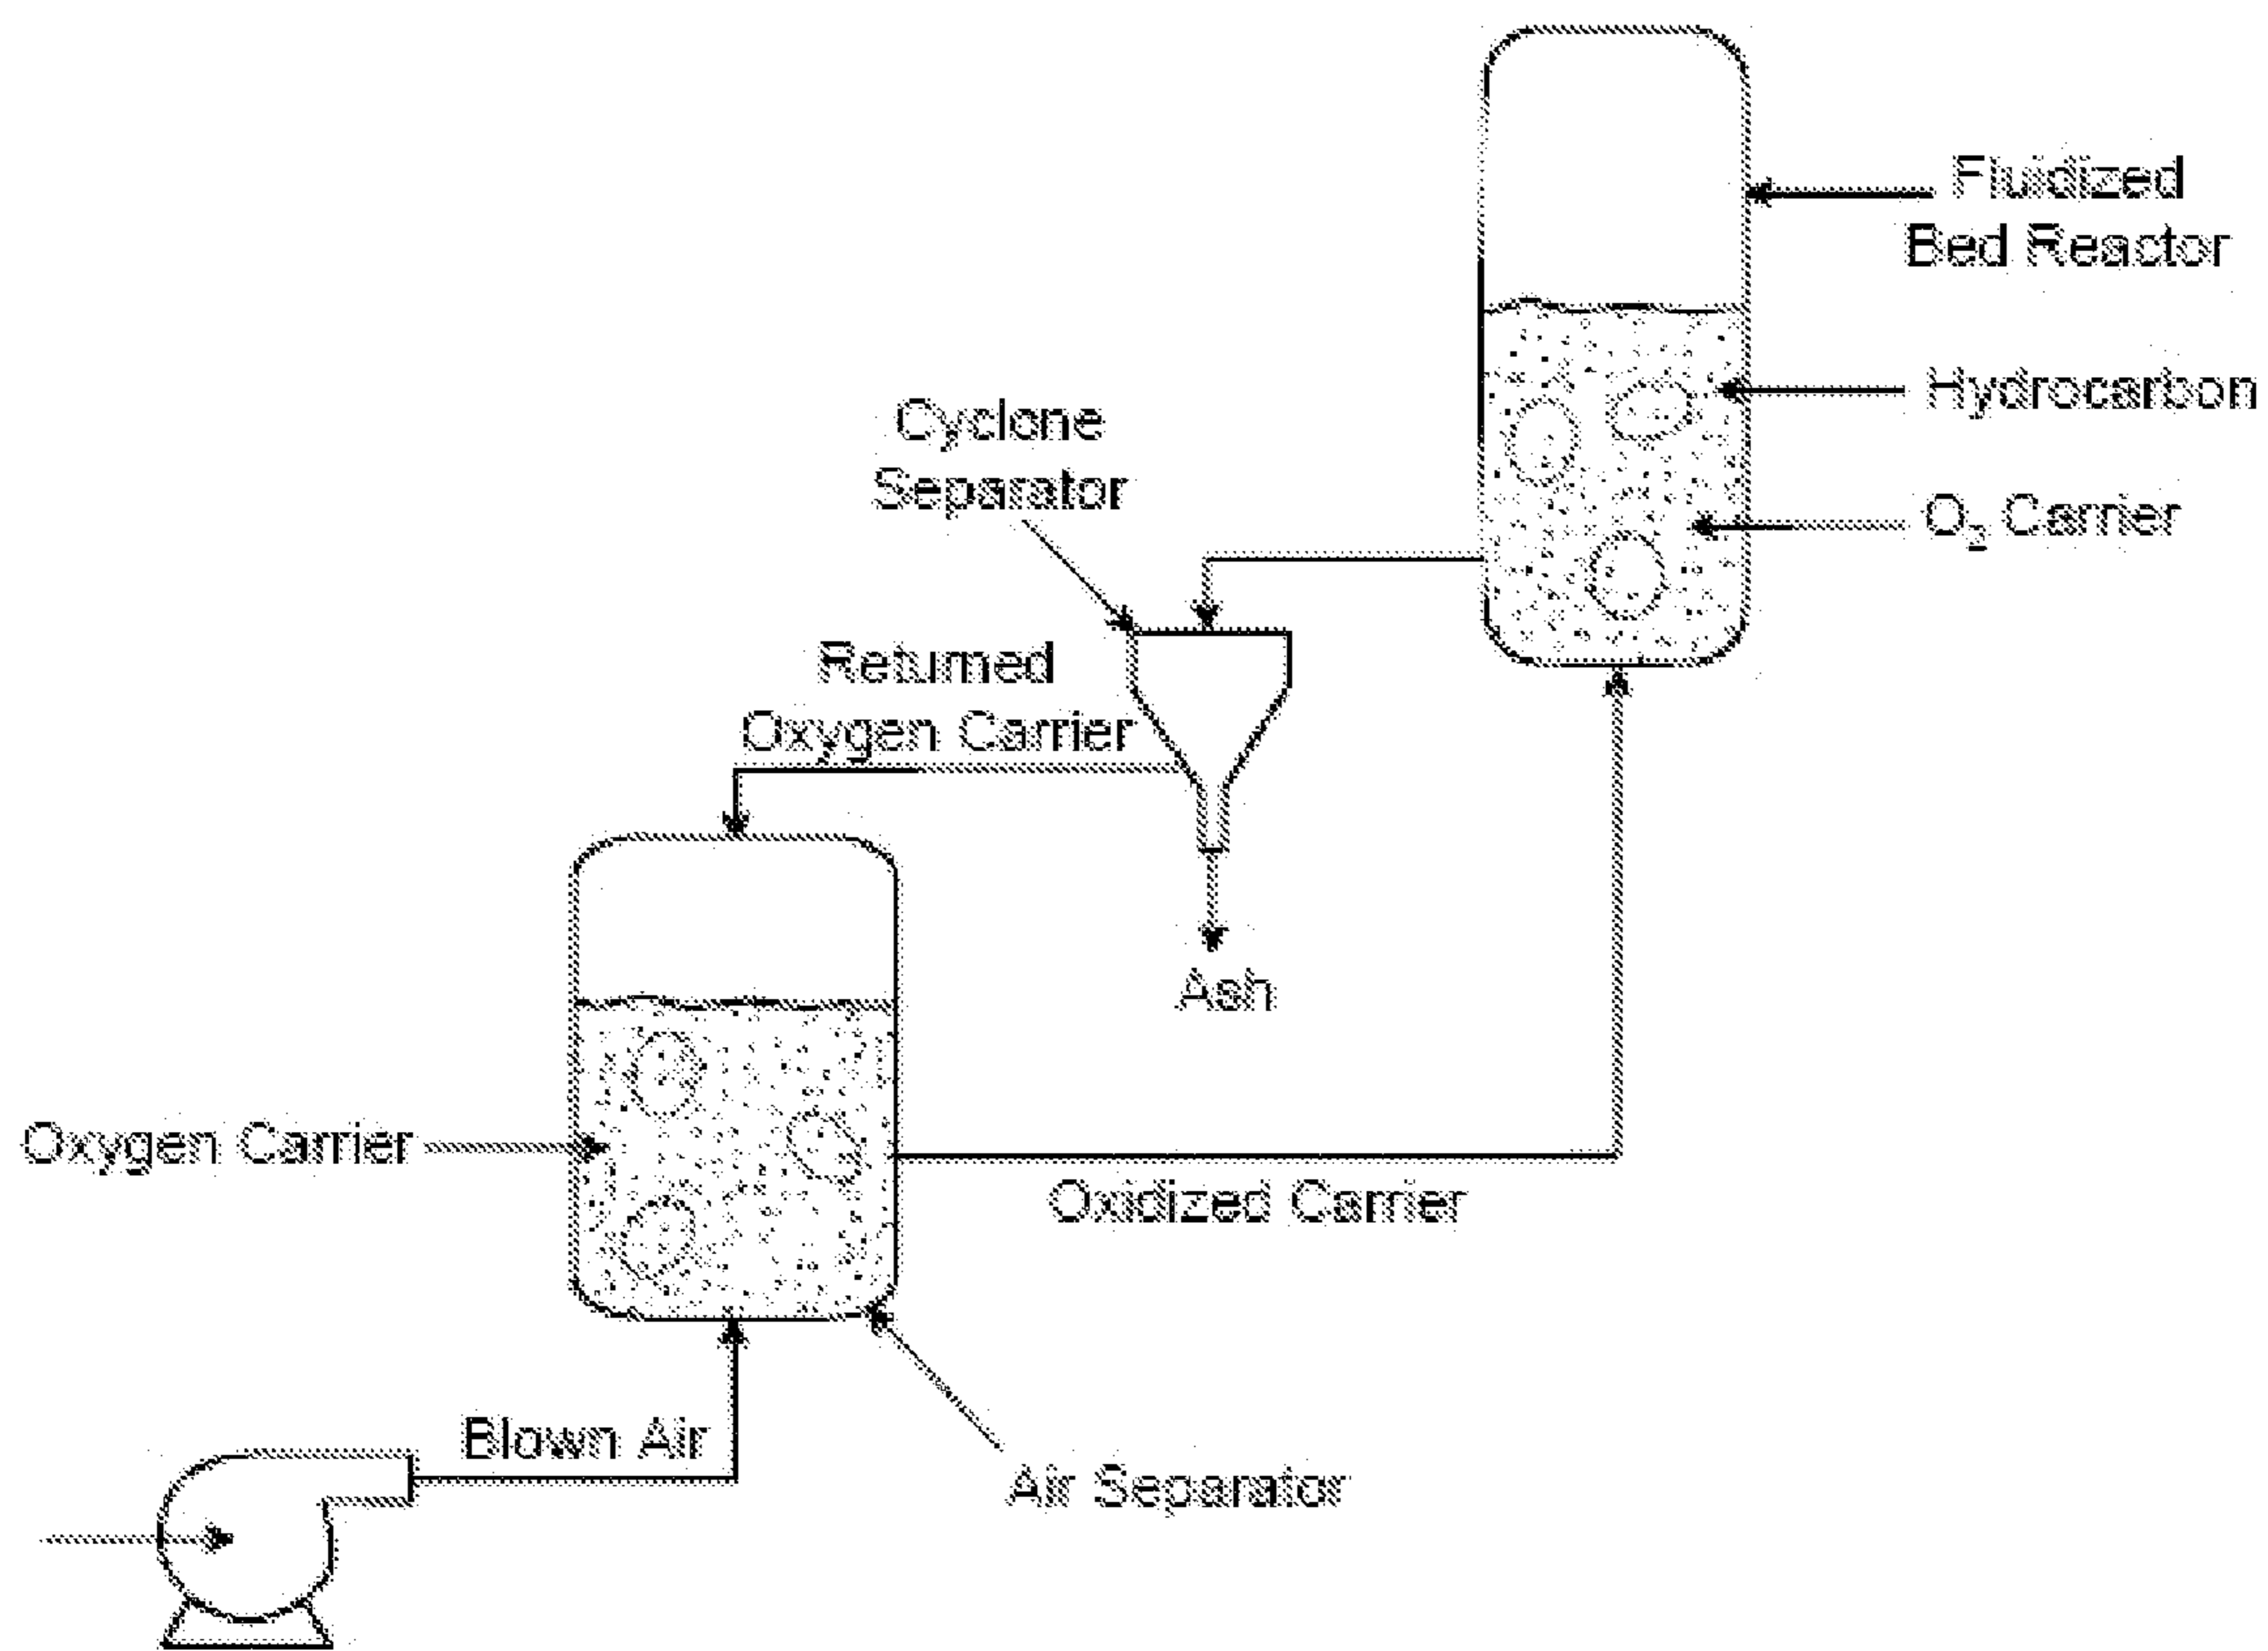 Fluidized
Bed Reactor
Hydrocarbon
O₂ Carrier
Cyclone
Separator
Returned
Oxygen Carrier
Ash
Oxygen Carrier
Oxidized Carrier
Blown Air
Air Separator